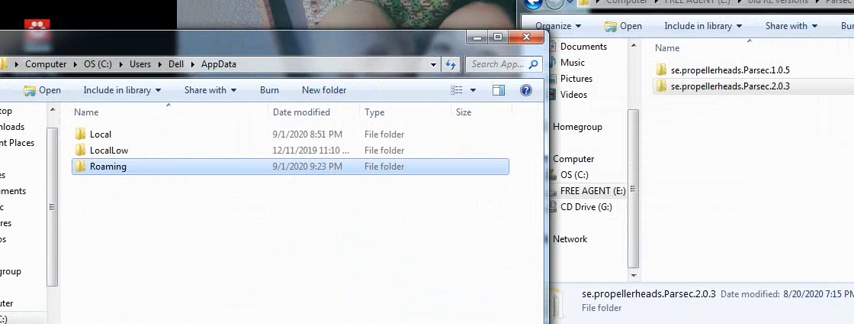 Computer OS (C:) Users Dell AppData Search App...
Open Include in library Share with Burn New folder
Name Date modified Type Size
Local 9/1/2020 8:51 PM File folder
LocalLow 12/11/2019 11:10 ... File folder
Roaming 9/1/2020 9:23 PM File folder
Computer FREE AGENT (E:)
Organize Open Include in library Share with
Name
Documents
Music
Pictures
Videos
Homegroup
Computer
OS (C:)
FREE AGENT (E:)
CD Drive (G:)
Network
se.propellerheads.Parsec.1.0.5
se.propellerheads.Parsec.2.0.3
se.propellerheads.Parsec.2.0.3 Date modified: 8/20/2020 7:15 PM
File folder